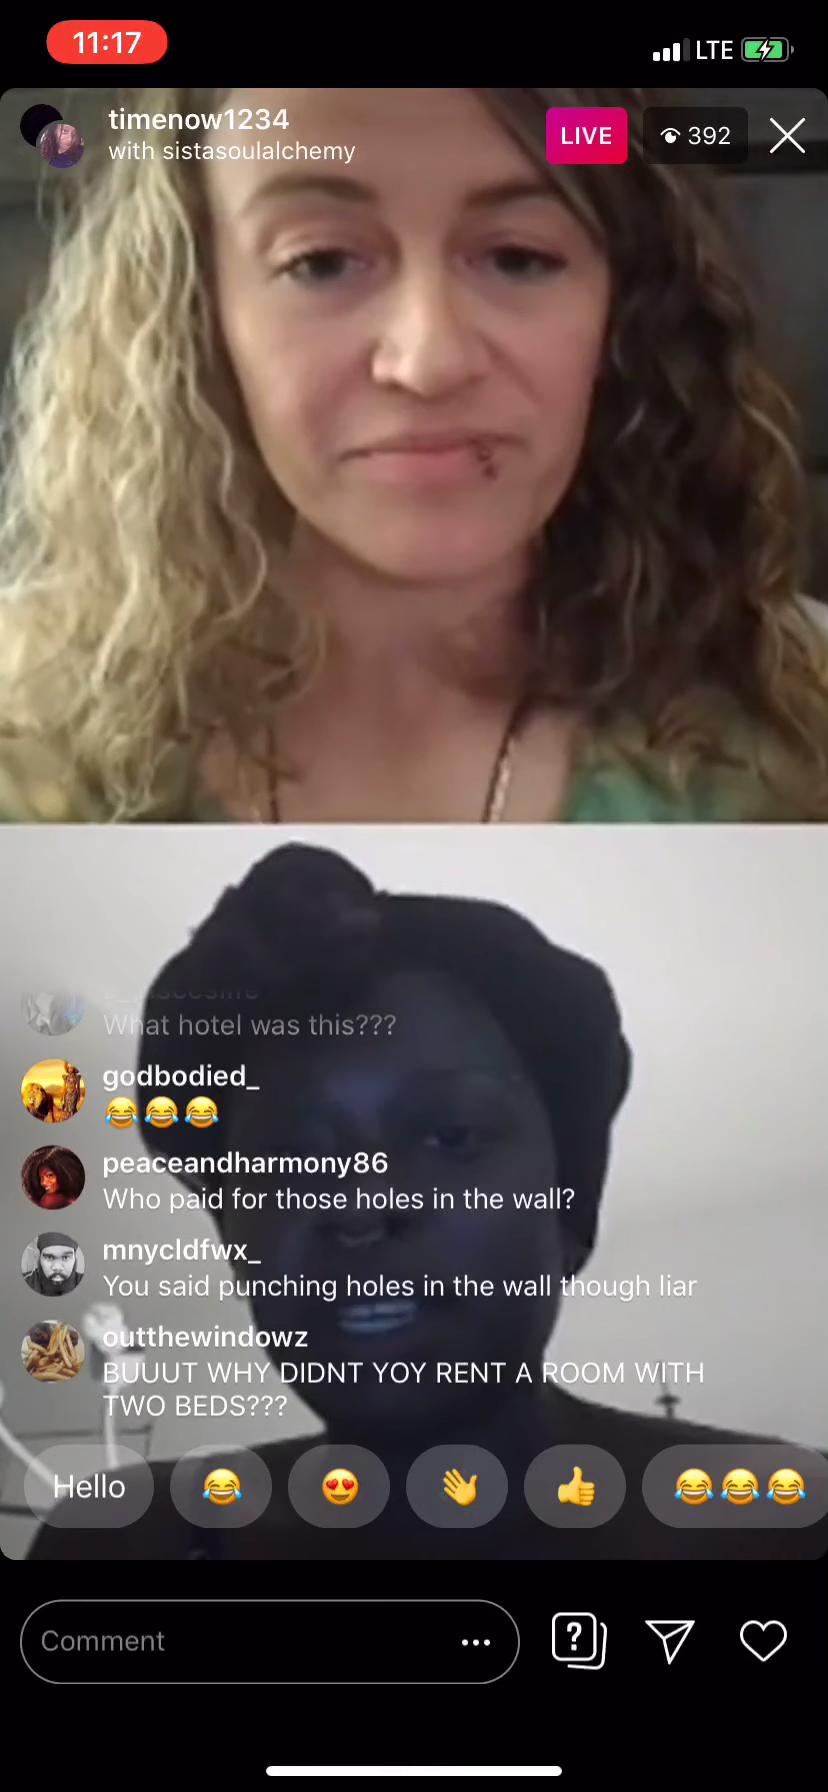 11:17
LTE
timenow1234
with sistasoulalchemy
LIVE
392
What hotel was this???
godbodied_
😂😂😂
peaceandharmony86
Who paid for those holes in the wall?
mnycldfwx_
You said punching holes in the wall though liar
outthewindowz
BUUUT WHY DIDNT YOY RENT A ROOM WITH
TWO BEDS???
Hello 😂 😍 👋 👍 😂😂😂
Comment
?